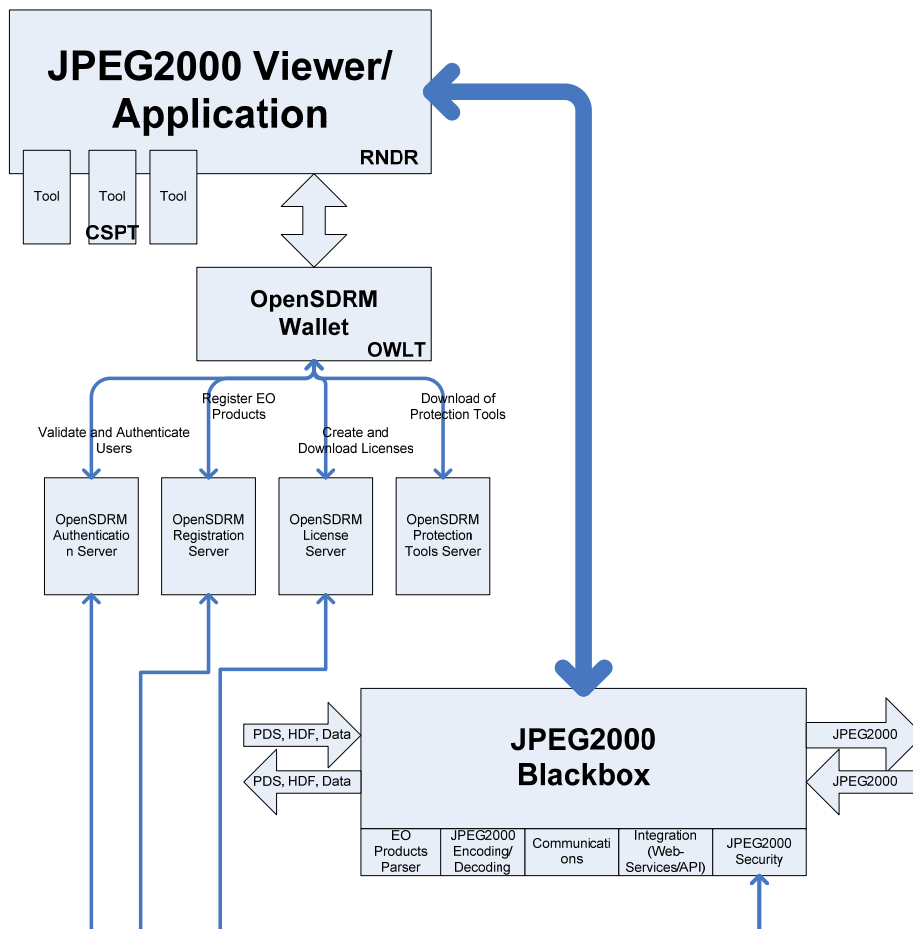 JPEG2000 Viewer/
Application
RNDR
Tool
Tool
Tool
CSPT
OpenSDRM
Wallet
OWLT
Register EO
Products
Download of
Protection Tools
Validate and Authenticate
Users
Create and
Download Licenses
OpenSDRM
Authenticatio
n Server
OpenSDRM
Registration
Server
OpenSDRM
License
Server
OpenSDRM
Protection
Tools Server
PDS, HDF, Data
PDS, HDF, Data
JPEG2000
Blackbox
JPEG2000
JPEG2000
EO
Products
Parser
JPEG2000
Encoding/
Decoding
Communicati
ons
Integration
(Web-
Services/API)
JPEG2000
Security